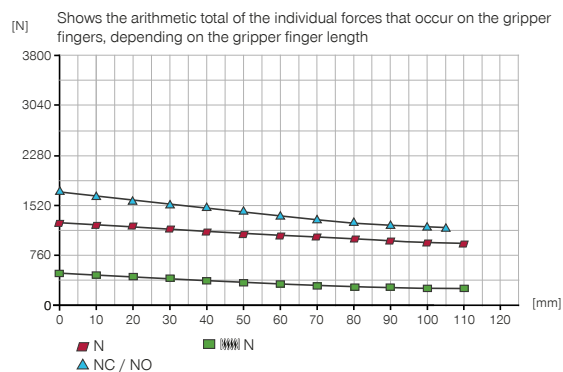 Shows the arithmetic total of the individual forces that occur on the gripper
fingers, depending on the gripper finger length
[N]
3800
3040
2280
1520
760
0
0 10 20 30 40 50 60 70 80 90 100 110 120 [mm]
N
N
NC / NO